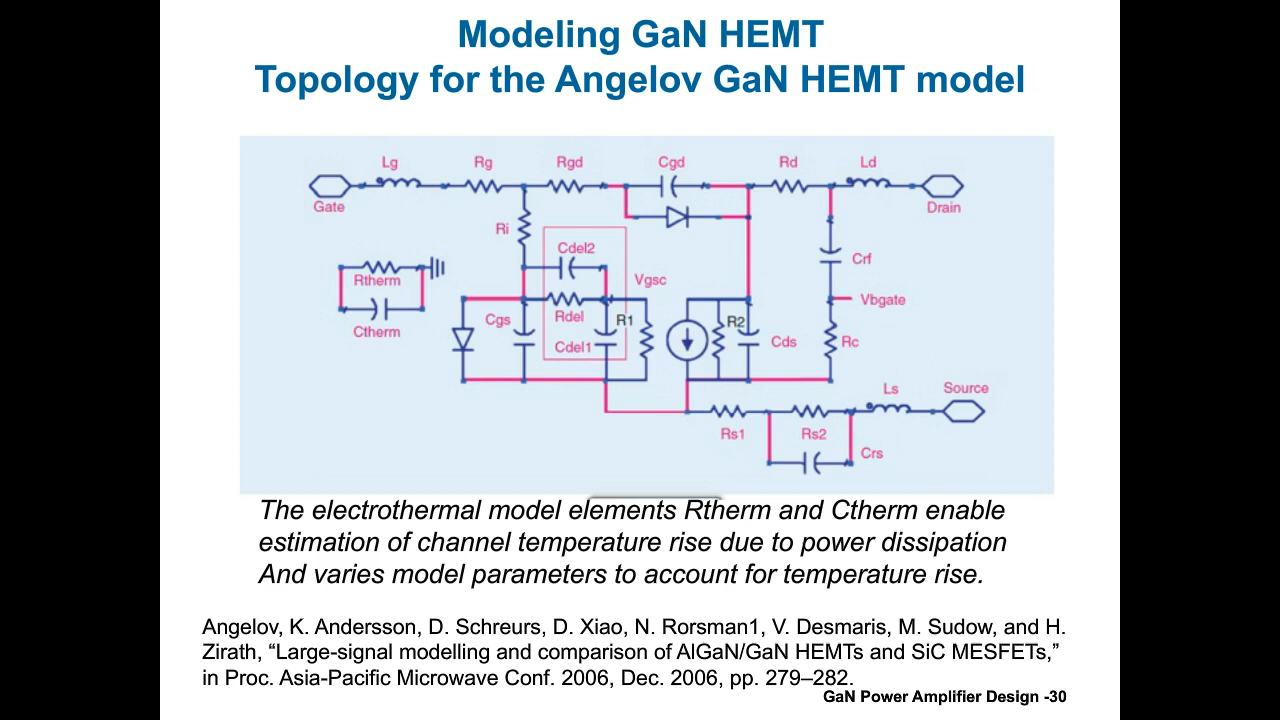 Modeling GaN HEMT
Topology for the Angelov GaN HEMT model
Lg
Rg
Rgd
Cgd
Rd
Ld
Gate
Drain
Ri
Cdel2
Crf
Rtherm
Vgsc
Vbgate
Ctherm
Cgs
Rdel
R1
R2
Cdel1
Cds
Rc
Ls
Source
Rs1
Rs2
Crs
The electrothermal model elements Rtherm and Ctherm enable
estimation of channel temperature rise due to power dissipation
And varies model parameters to account for temperature rise.
Angelov, K. Andersson, D. Schreurs, D. Xiao, N. Rorsman1, V. Desmaris, M. Sudow, and H.
Zirath, “Large-signal modelling and comparison of AlGaN/GaN HEMTs and SiC MESFETs,”
in Proc. Asia-Pacific Microwave Conf. 2006, Dec. 2006, pp. 279–282.
GaN Power Amplifier Design -30